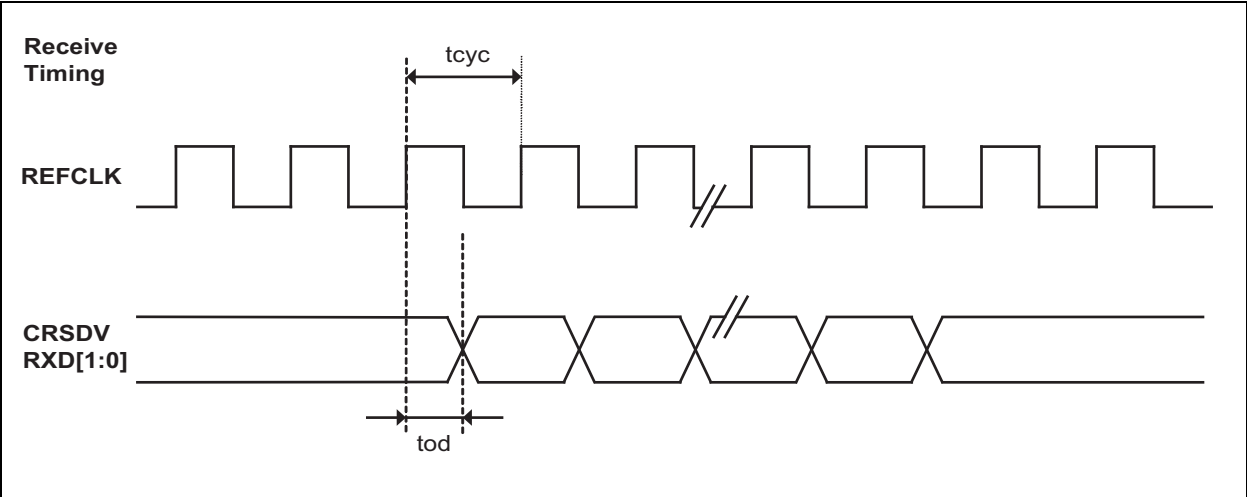 Receive
Timing
tcyc
REFCLK
CRSDV
RXD[1:0]
tod